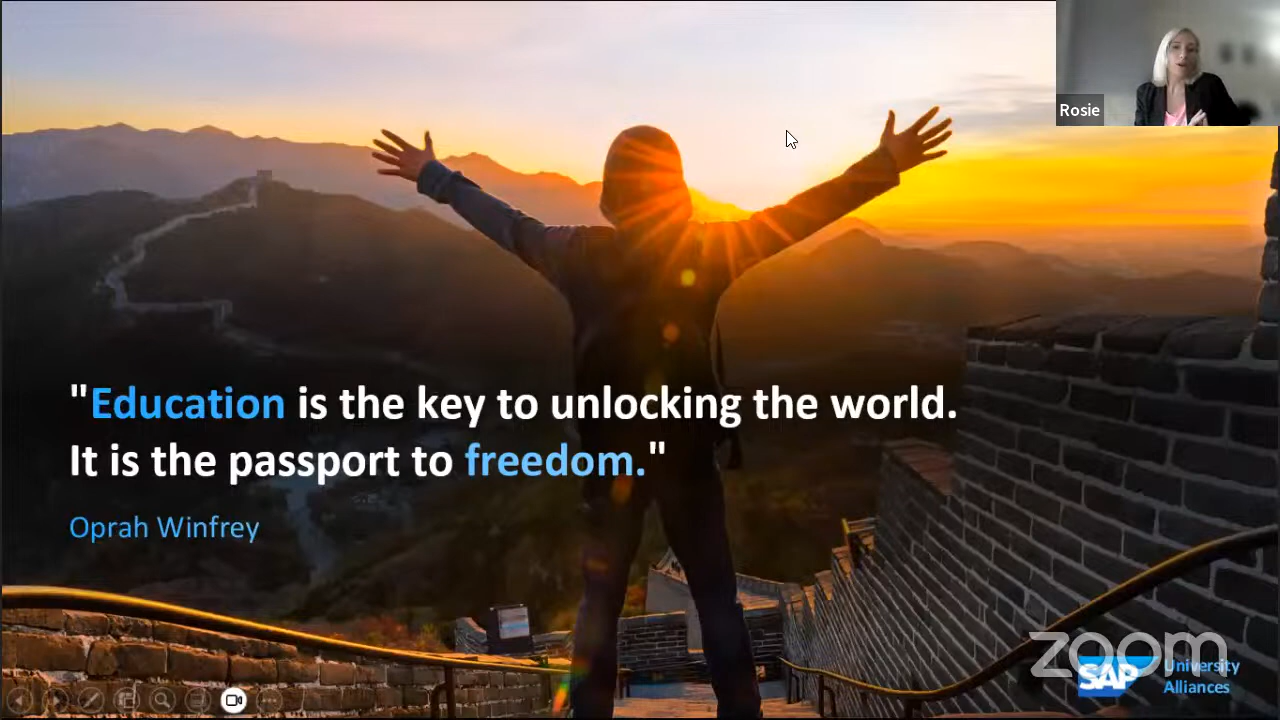 Rosie
"Education is the key to unlocking the world.
It is the passport to freedom."
Oprah Winfrey
zoom
SAP University
Alliances